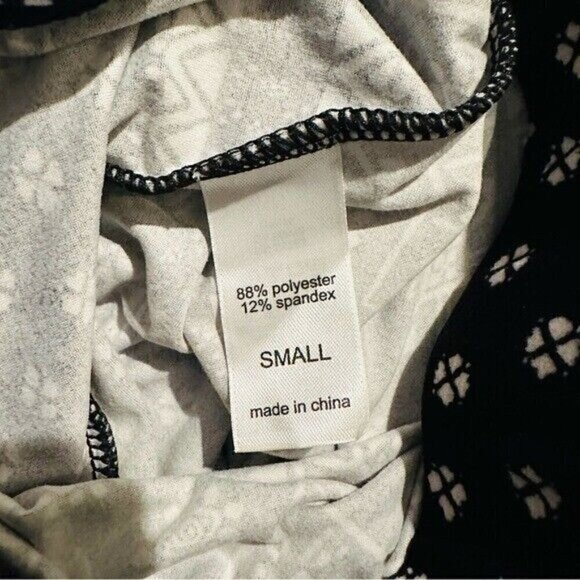 88% polyester
12% spandex
SMALL
made in china